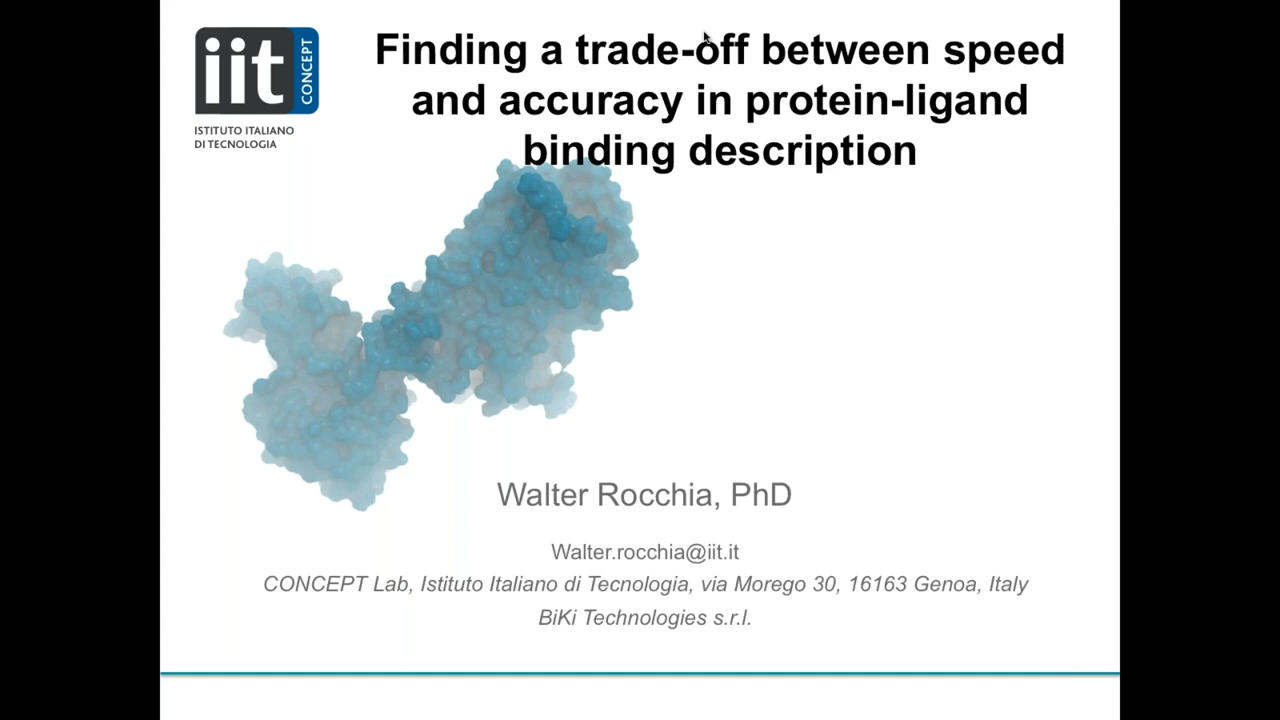 iit
CONCEPT
ISTITUTO ITALIANO
DI TECNOLOGIA
Finding a trade-off between speed
and accuracy in protein-ligand
binding description
Walter Rocchia, PhD
Walter.rocchia@iit.it
CONCEPT Lab, Istituto Italiano di Tecnologia, via Morego 30, 16163 Genoa, Italy
BiKi Technologies s.r.l.